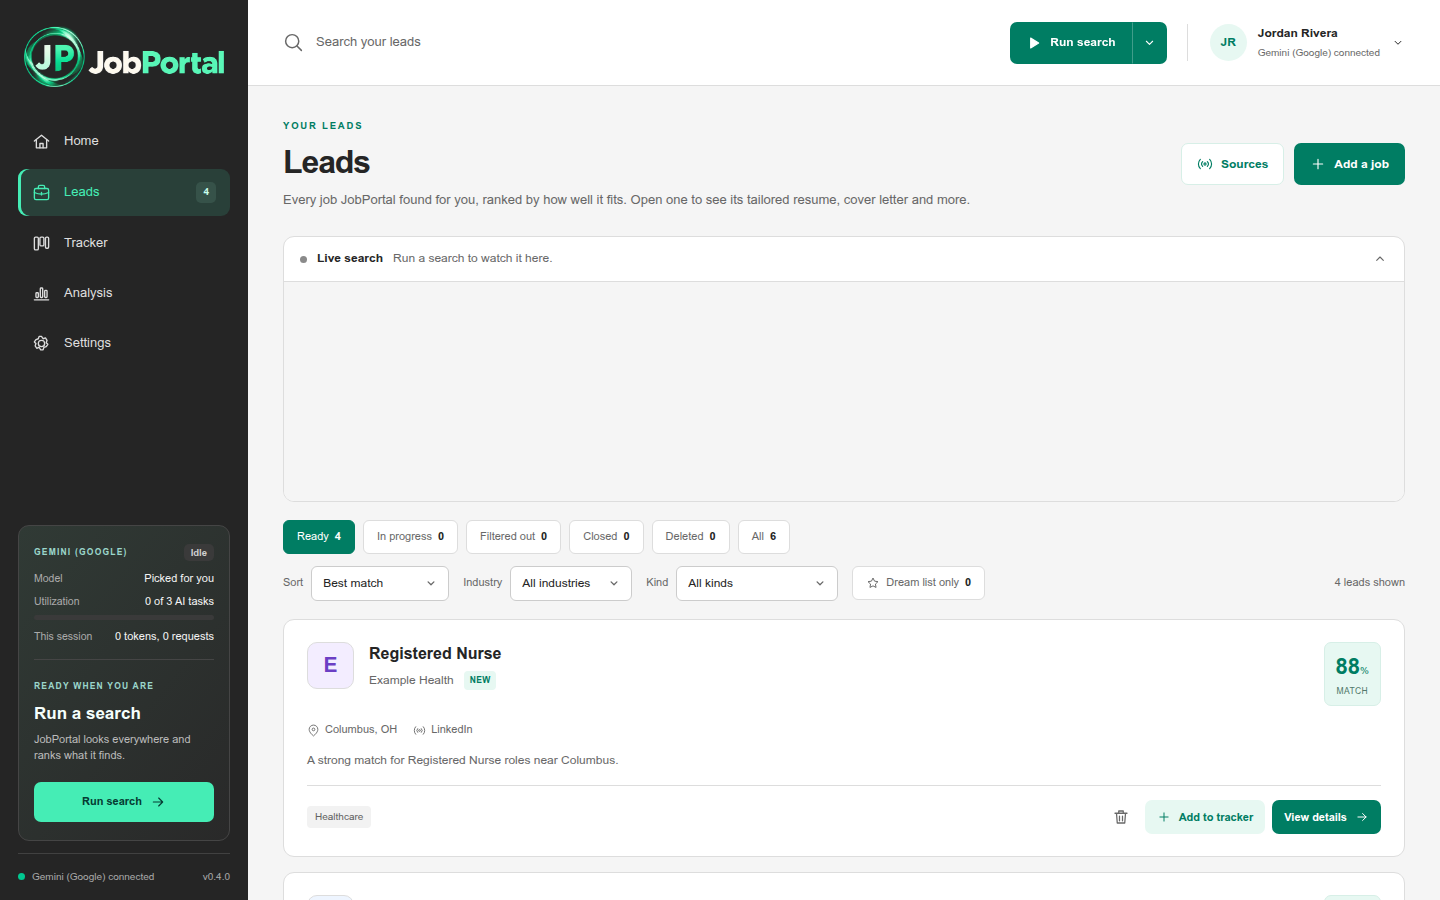 JP JobPortal
Home
Leads 4
Tracker
Analysis
Settings
GEMINI (GOOGLE) Idle
Model Picked for you
Utilization 0 of 3 AI tasks
This session 0 tokens, 0 requests
READY WHEN YOU ARE
Run a search
JobPortal looks everywhere and
ranks what it finds.
Run search
Gemini (Google) connected v0.4.0
Search your leads
Run search
JR
Jordan Rivera
Gemini (Google) connected
YOUR LEADS
Leads
Every job JobPortal found for you, ranked by how well it fits. Open one to see its tailored resume, cover letter and more.
Sources
Add a job
Live search Run a search to watch it here.
Ready 4 In progress 0 Filtered out 0 Closed 0 Deleted 0 All 6
Sort Best match Industry All industries Kind All kinds Dream list only 0 4 leads shown
E
Registered Nurse
Example Health NEW
88%
MATCH
Columbus, OH LinkedIn
A strong match for Registered Nurse roles near Columbus.
Healthcare Add to tracker View details